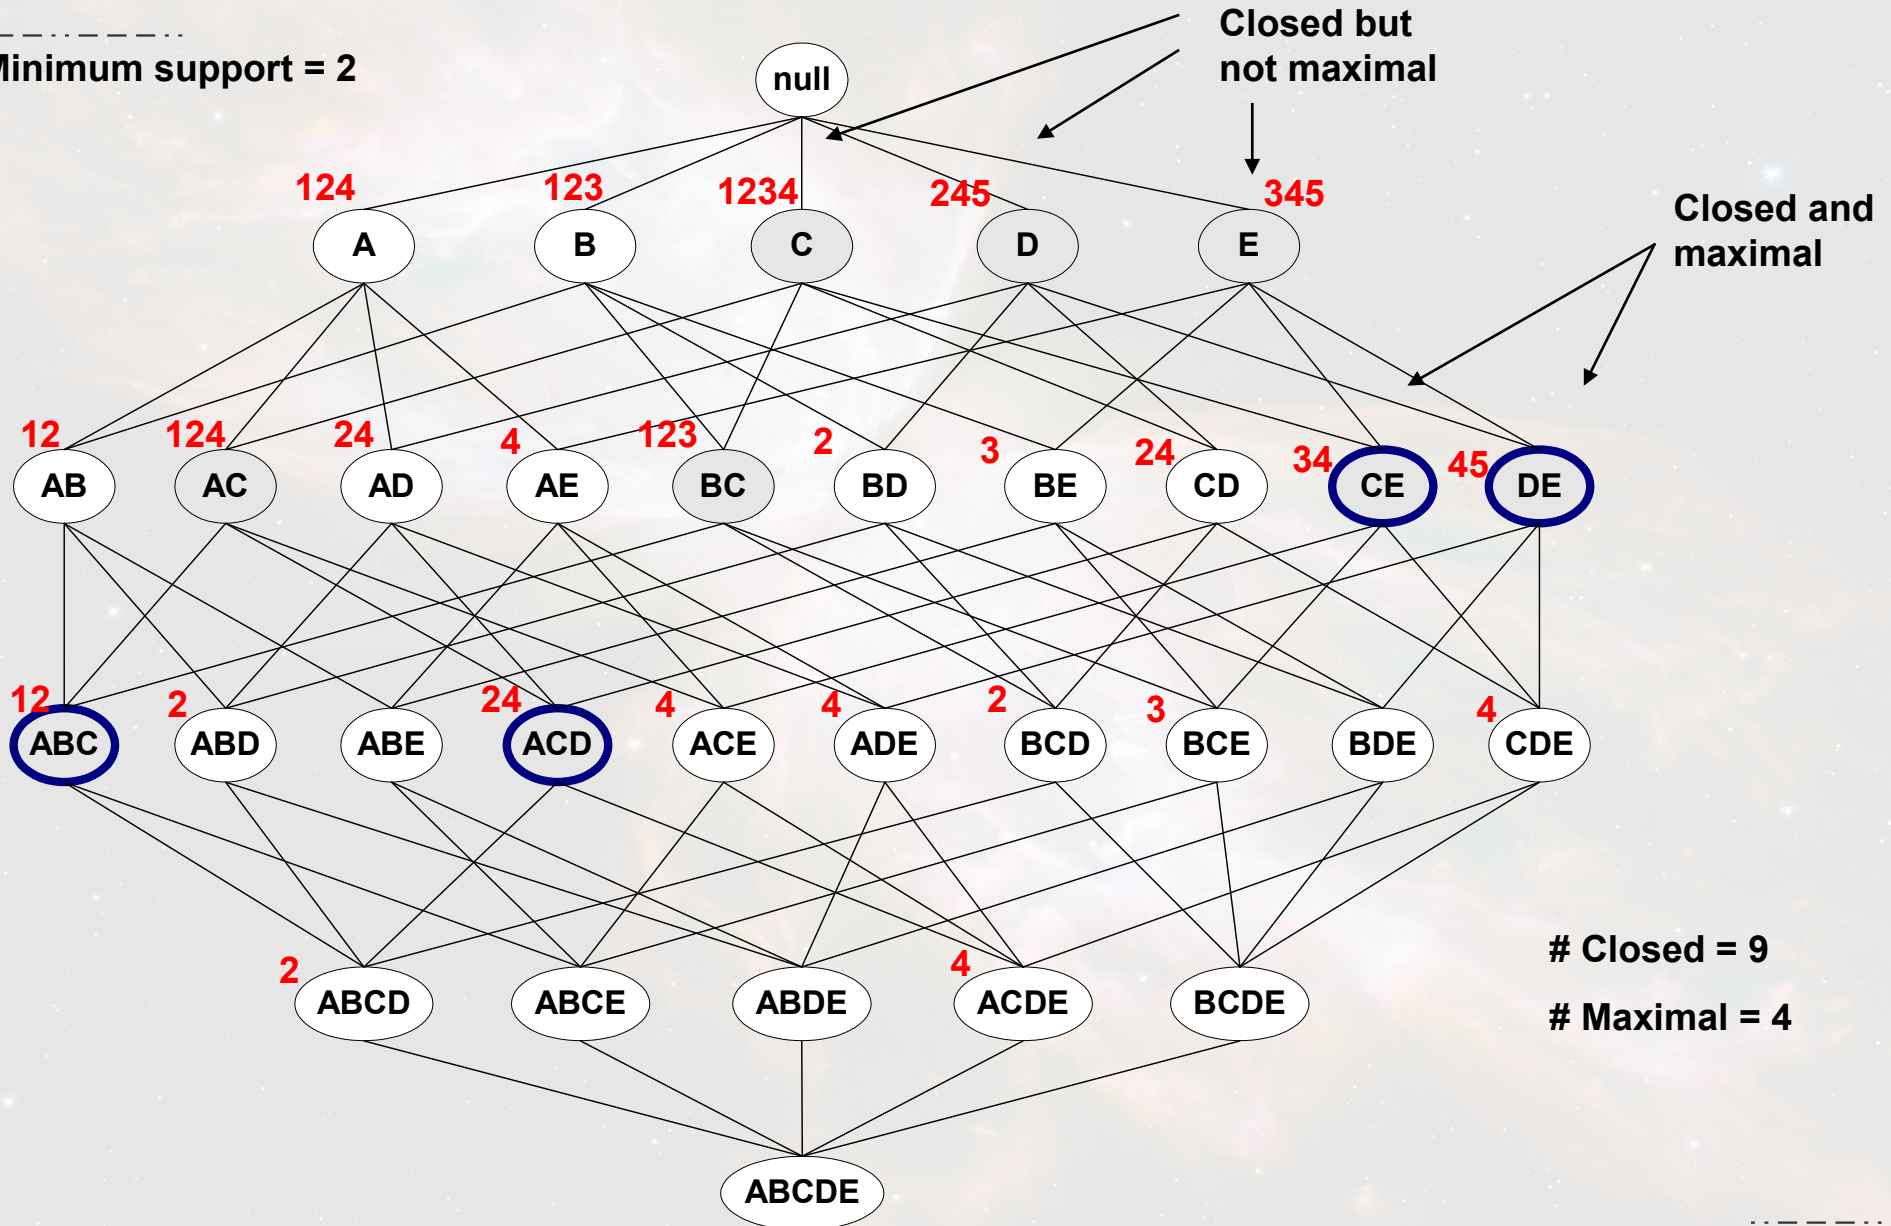 Closed but
not maximal
Minimum support = 2
null
124 123 1234 245 345
Closed and
maximal
A B C D E
12 124 24 4 123 2 3 24 34 45
AB AC AD AE BC BD BE CD CE DE
12 2 24 4 4 2 3 4
ABC ABD ABE ACD ACE ADE BCD BCE BDE CDE
# Closed = 9
2 4
ABCD ABCE ABDE ACDE BCDE
# Maximal = 4
ABCDE